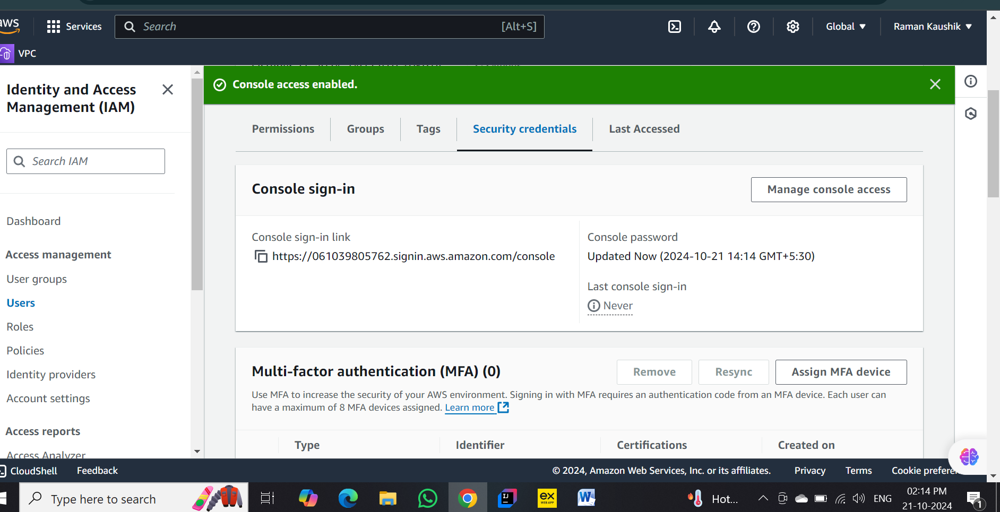 aws
Services
Search
[Alt+S]
Global
Raman Kaushik
VPC
Identity and Access
Management (IAM)
Search IAM
Dashboard
Access management
User groups
Users
Roles
Policies
Identity providers
Account settings
Access reports
Access Analyzer
Console access enabled.
Permissions
Groups
Tags
Security credentials
Last Accessed
Console sign-in
Manage console access
Console sign-in link
https://061039805762.signin.aws.amazon.com/console
Console password
Updated Now (2024-10-21 14:14 GMT+5:30)
Last console sign-in
Never
Multi-factor authentication (MFA) (0)
Remove
Resync
Assign MFA device
Use MFA to increase the security of your AWS environment. Signing in with MFA requires an authentication code from an MFA device. Each user can
have a maximum of 8 MFA devices assigned. Learn more
Type
Identifier
Certifications
Created on
CloudShell
Feedback
© 2024, Amazon Web Services, Inc. or its affiliates.
Privacy
Terms
Cookie prefere
Type here to search
IJ
ex
WEB APP
W
Hot...
ENG
02:14 PM
21-10-2024
1